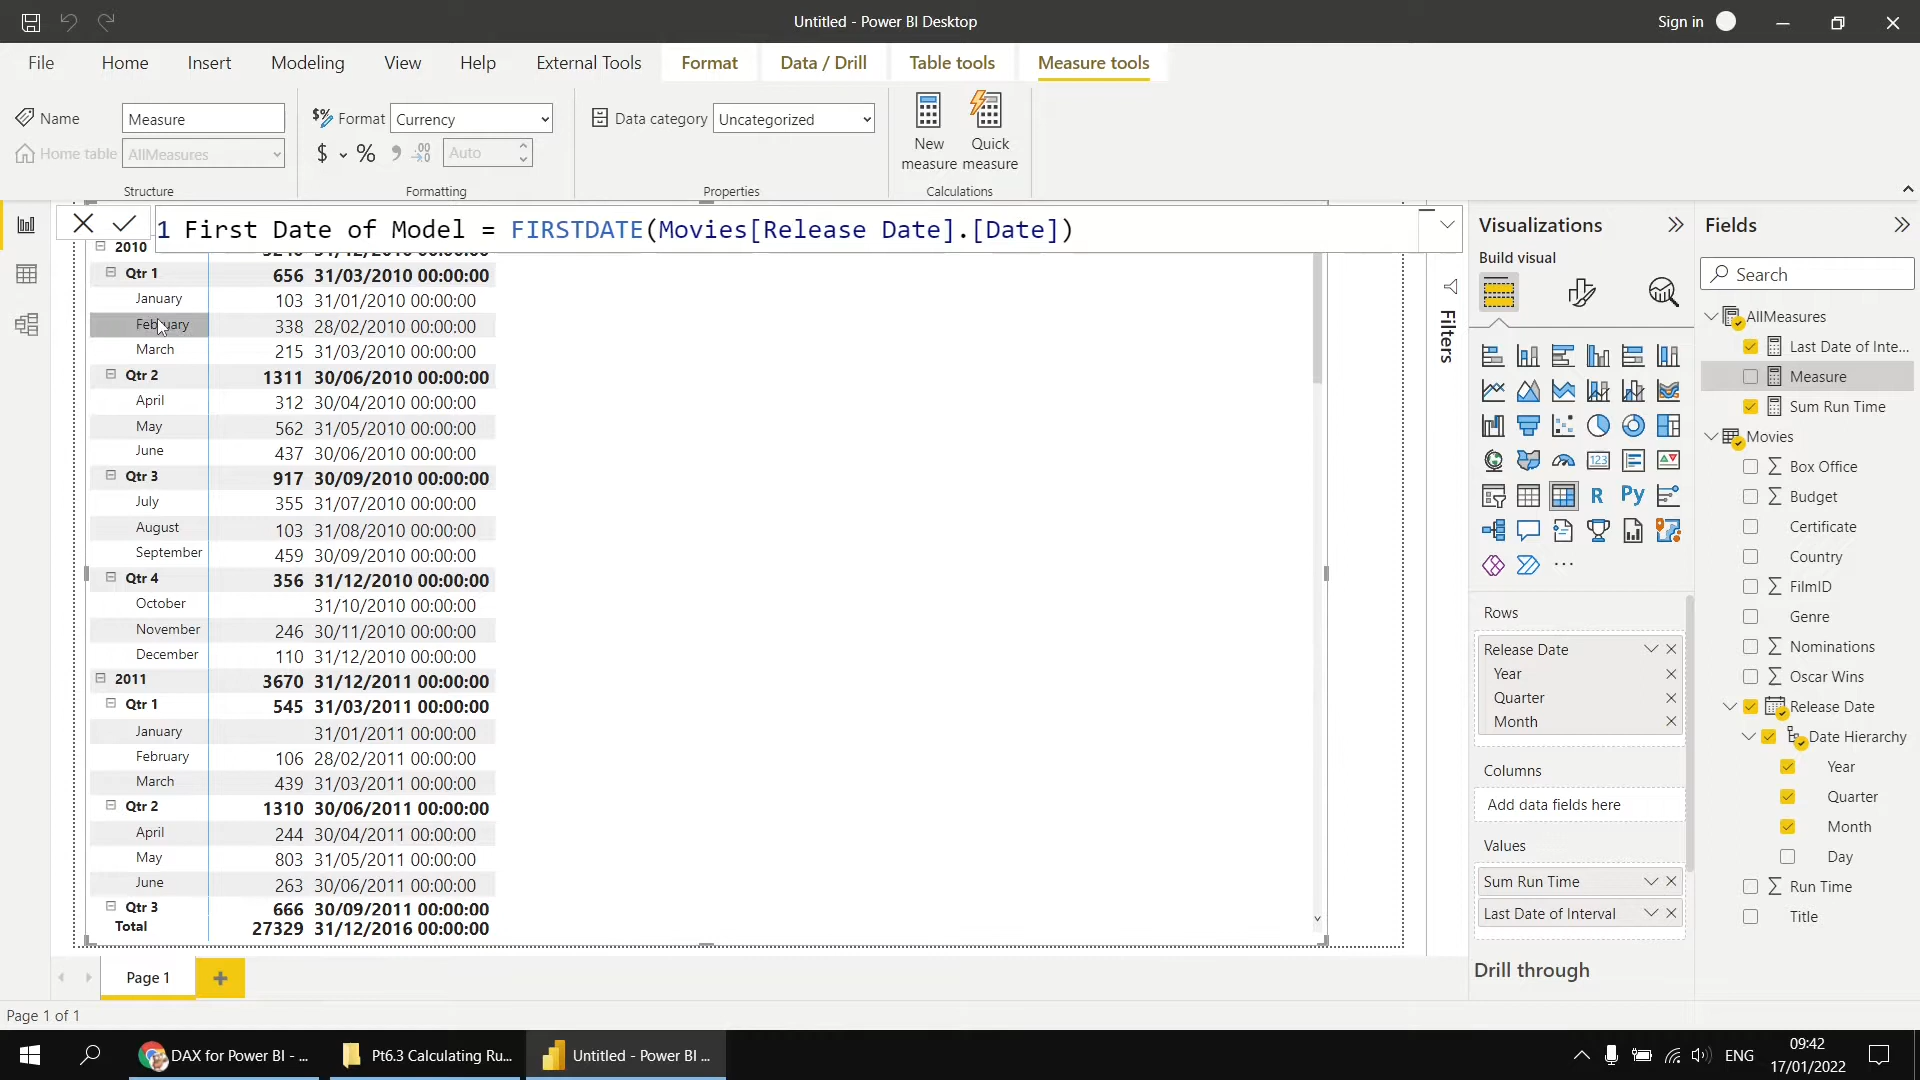 Untitled - Power BI Desktop
Sign in
File Home Insert Modeling View Help External Tools Format Data / Drill Table tools Measure tools
Name Measure
Home table AllMeasures
Structure
Format Currency
$ % , .00 Auto
Formatting
Data category Uncategorized
Properties
New measure
Quick measure
Calculations
1 First Date of Model = FIRSTDATE(Movies[Release Date].[Date])
2010
Qtr 1 656 31/03/2010 00:00:00
January 103 31/01/2010 00:00:00
February 338 28/02/2010 00:00:00
March 215 31/03/2010 00:00:00
Qtr 2 1311 30/06/2010 00:00:00
April 312 30/04/2010 00:00:00
May 562 31/05/2010 00:00:00
June 437 30/06/2010 00:00:00
Qtr 3 917 30/09/2010 00:00:00
July 355 31/07/2010 00:00:00
August 103 31/08/2010 00:00:00
September 459 30/09/2010 00:00:00
Qtr 4 356 31/12/2010 00:00:00
October 31/10/2010 00:00:00
November 246 30/11/2010 00:00:00
December 110 31/12/2010 00:00:00
2011 3670 31/12/2011 00:00:00
Qtr 1 545 31/03/2011 00:00:00
January 31/01/2011 00:00:00
February 106 28/02/2011 00:00:00
March 439 31/03/2011 00:00:00
Qtr 2 1310 30/06/2011 00:00:00
April 244 30/04/2011 00:00:00
May 803 31/05/2011 00:00:00
June 263 30/06/2011 00:00:00
Qtr 3 666 30/09/2011 00:00:00
Total 27329 31/12/2016 00:00:00
Filters
Visualizations
Build visual
123
R
Py
...
Rows
Release Date
Year
Quarter
Month
Columns
Add data fields here
Values
Sum Run Time
Last Date of Interval
Drill through
Fields
Search
AllMeasures
Last Date of Inte...
Measure
Sum Run Time
Movies
Box Office
Budget
Certificate
Country
FilmID
Genre
Nominations
Oscar Wins
Release Date
Date Hierarchy
Year
Quarter
Month
Day
Run Time
Title
Page 1
Page 1 of 1
DAX for Power BI - ...
Pt6.3 Calculating Ru...
Untitled - Power BI ...
ENG
09:42
17/01/2022